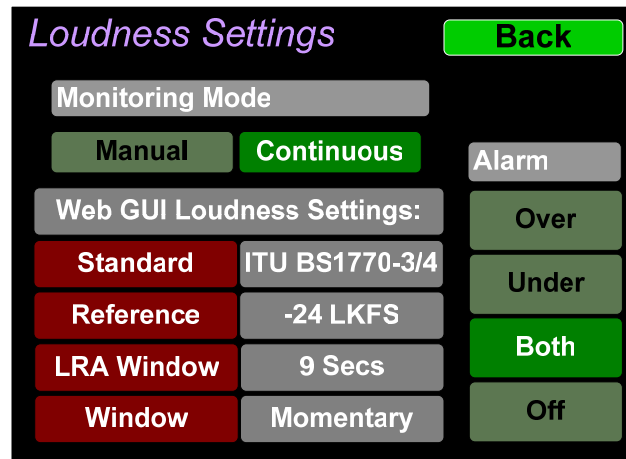 Loudness Settings
Back
Monitoring Mode
Manual
Continuous
Alarm
Web GUI Loudness Settings:
Over
Standard
ITU BS1770-3/4
Under
Reference
-24 LKFS
Both
LRA Window
9 Secs
Off
Window
Momentary